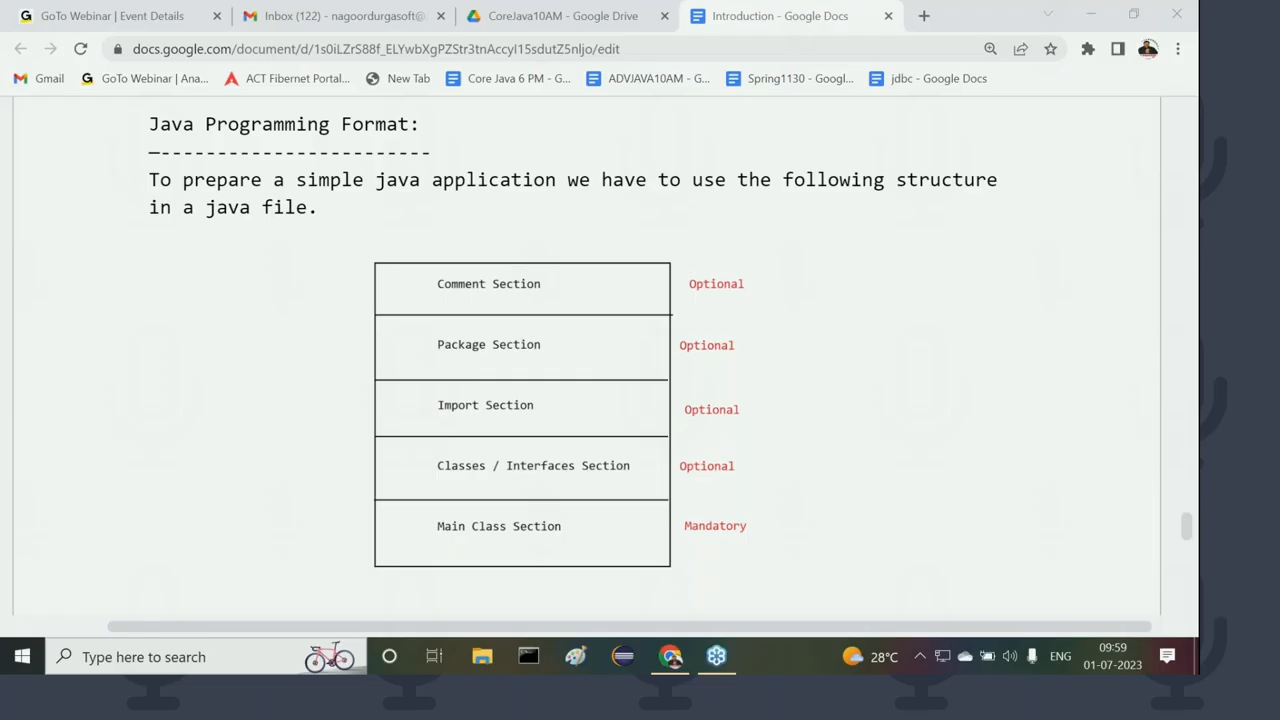 GoTo Webinar | Event Details
Inbox (122) - nagoordurgasoft@
CoreJava10AM - Google Drive
Introduction - Google Docs
docs.google.com/document/d/1s0iLZrS88f_ELYwbXgPZStr3tnAccyI15sdutZ5nljo/edit
Gmail
GoTo Webinar | Ana...
ACT Fibernet Portal...
New Tab
Core Java 6 PM - G...
ADVJAVA10AM - G...
Spring1130 - Googl...
jdbc - Google Docs
Java Programming Format:
—------------------------
To prepare a simple java application we have to use the following structure
in a java file.
Comment Section Optional
Package Section Optional
Import Section Optional
Classes / Interfaces Section Optional
Main Class Section Mandatory
Type here to search
28°C
ENG
09:59
01-07-2023